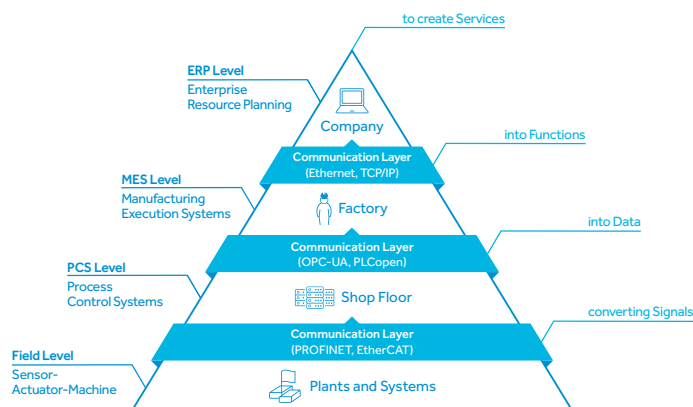 to create Services
ERP Level
Enterprise
Resource Planning
Company
into Functions
Communication Layer
(Ethernet, TCP/IP)
MES Level
Manufacturing
Execution Systems
Factory
into Data
Communication Layer
(OPC-UA, PLCopen)
PCS Level
Process
Control Systems
Shop Floor
converting Signals
Communication Layer
(PROFINET, EtherCAT)
Field Level
Sensor-
Actuator-Machine
Plants and Systems